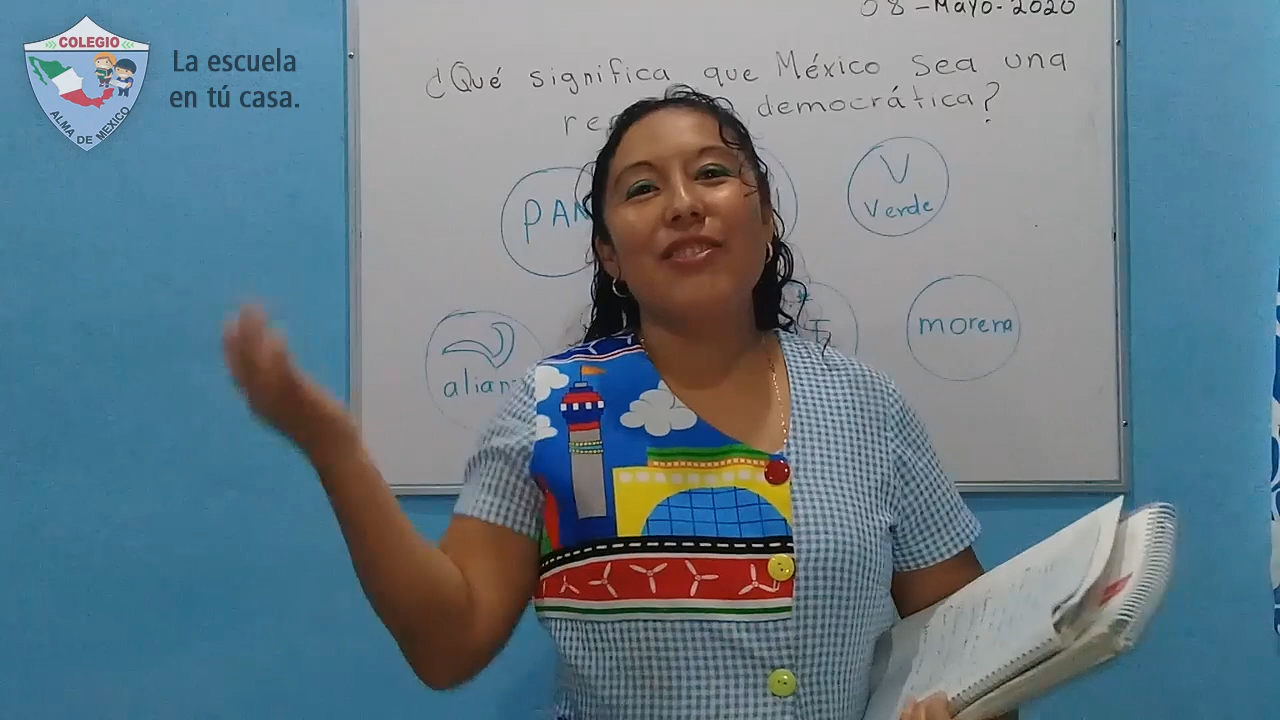 COLEGIO
ALMA DE MEXICO
La escuela
en tú casa.
08-Mayo-2020
¿Qué significa que México sea una
democrática?
PAN
V
Verde
morena